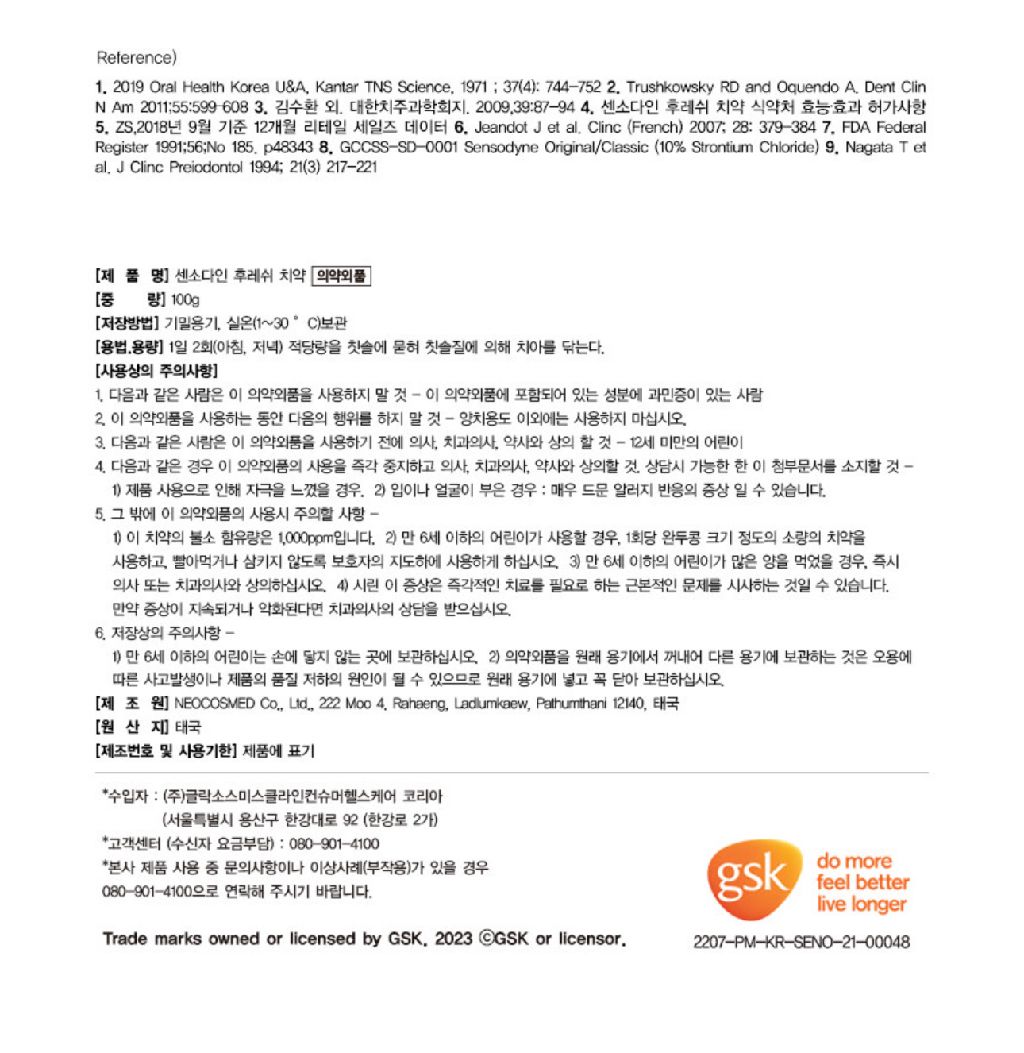 Reference)
1. 2019 Oral Health Korea U&A, Kantar TNS Science, 1971 ; 37(4): 744-752 2. Trushkowsky RD and Oquendo A. Dent Clin
N Am 2011;55:599-608 3. 김수환 외. 대한치주과학회지. 2009.39:87-94 4. 센소다인 후레쉬 치약 식약처 효능효과 허가사항
5. ZS,2018년 9월 기준 12개월 리테일 세일즈 데이터 6. Jeandot J et al. Clinc (French) 2007; 28: 379-384 7. FDA Federal
Register 1991;56;No 185. p48343 8. GCCSS-SD-0001 Sensodyne Original/Classic (10% Strontium Chloride) 9. Nagata T et
al. J Clinc Preiodontol 1994; 21(3) 217-221
[제 품 명] 센소다인 후레쉬 치약 의약외품
[중 량] 100g
[저장방법] 기밀용기, 실온(1~30 ° C)보관
[용법.용량] 1일 2회(아침, 저녁) 적당량을 칫솔에 묻혀 칫솔질에 의해 치아를 닦는다.
[사용상의 주의사항]
1. 다음과 같은 사람은 이 의약외품을 사용하지 말 것 - 이 의약외품에 포함되어 있는 성분에 과민증이 있는 사람
2. 이 의약외품을 사용하는 동안 다음의 행위를 하지 말 것 - 양치용도 이외에는 사용하지 마십시오.
3. 다음과 같은 사람은 이 의약외품을 사용하기 전에 의사, 치과의사, 약사와 상의 할 것 - 12세 미만의 어린이
4. 다음과 같은 경우 이 의약외품의 사용을 즉각 중지하고 의사, 치과의사, 약사와 상의할 것. 상담시 가능한 한 이 첨부문서를 소지할 것 -
1) 제품 사용으로 인해 자극을 느꼈을 경우. 2) 입이나 얼굴이 부은 경우 : 매우 드문 알러지 반응의 증상 일 수 있습니다.
5. 그 밖에 이 의약외품의 사용시 주의할 사항 -
1) 이 치약의 불소 함유량은 1,000ppm입니다. 2) 만 6세 이하의 어린이가 사용할 경우, 1회당 완두콩 크기 정도의 소량의 치약을
사용하고, 빨아먹거나 삼키지 않도록 보호자의 지도하에 사용하게 하십시오. 3) 만 6세 이하의 어린이가 많은 양을 먹었을 경우, 즉시
의사 또는 치과의사와 상의하십시오. 4) 시린 이 증상은 즉각적인 치료를 필요로 하는 근본적인 문제를 시사하는 것일 수 있습니다.
만약 증상이 지속되거나 악화된다면 치과의사의 상담을 받으십시오.
6. 저장상의 주의사항 -
1) 만 6세 이하의 어린이는 손에 닿지 않는 곳에 보관하십시오. 2) 의약외품을 원래 용기에서 꺼내어 다른 용기에 보관하는 것은 오용에
따른 사고발생이나 제품의 품질 저하의 원인이 될 수 있으므로 원래 용기에 넣고 꼭 닫아 보관하십시오.
[제 조 원] NEOCOSMED Co., Ltd., 222 Moo 4, Rahaeng, Ladlumkaew, Pathumthani 12140, 태국
[원 산 지] 태국
[제조번호 및 사용기한] 제품에 표기
*수입자 : (주)글락소스미스클라인컨슈머헬스케어 코리아
(서울특별시 용산구 한강대로 92 (한강로 2가)
*고객센터 (수신자 요금부담) : 080-901-4100
*본사 제품 사용 중 문의사항이나 이상사례(부작용)가 있을 경우
080-901-4100으로 연락해 주시기 바랍니다.
Trade marks owned or licensed by GSK. 2023 ⓒGSK or licensor.
gsk
do more
feel better
live longer
2207-PM-KR-SENO-21-00048